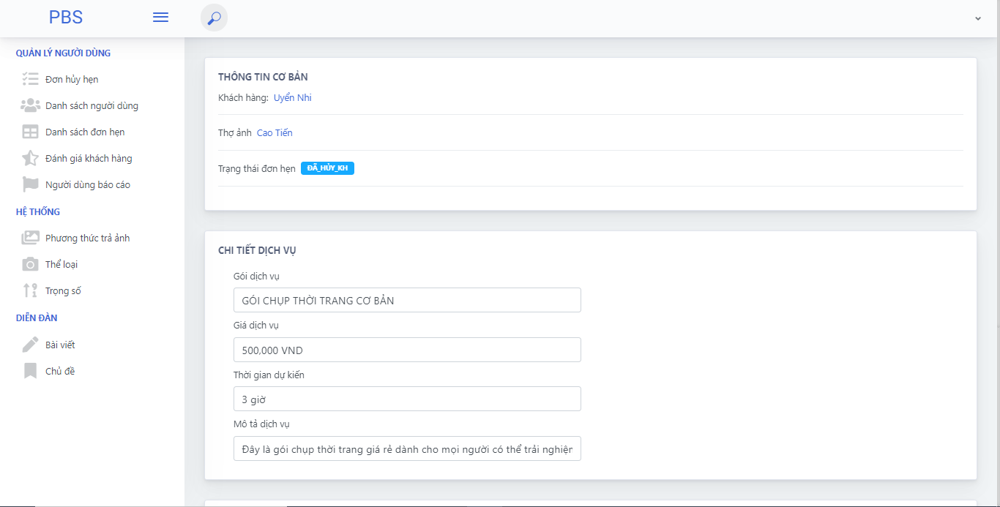 PBS
QUẢN LÝ NGƯỜI DÙNG
Đơn hủy hẹn
Danh sách người dùng
Danh sách đơn hẹn
Đánh giá khách hàng
Người dùng báo cáo
HỆ THỐNG
Phương thức trả ảnh
Thể loại
Trọng số
DIỄN ĐÀN
Bài viết
Chủ đề
THÔNG TIN CƠ BẢN
Khách hàng: Uyển Nhi
Thợ ảnh Cao Tiến
Trạng thái đơn hẹn ĐÃ_HỦY_KH
CHI TIẾT DỊCH VỤ
Gói dịch vụ
GÓI CHỤP THỜI TRANG CƠ BẢN
Giá dịch vụ
500,000 VND
Thời gian dự kiến
3 giờ
Mô tả dịch vụ
Đây là gói chụp thời trang giá rẻ dành cho mọi người có thể trải